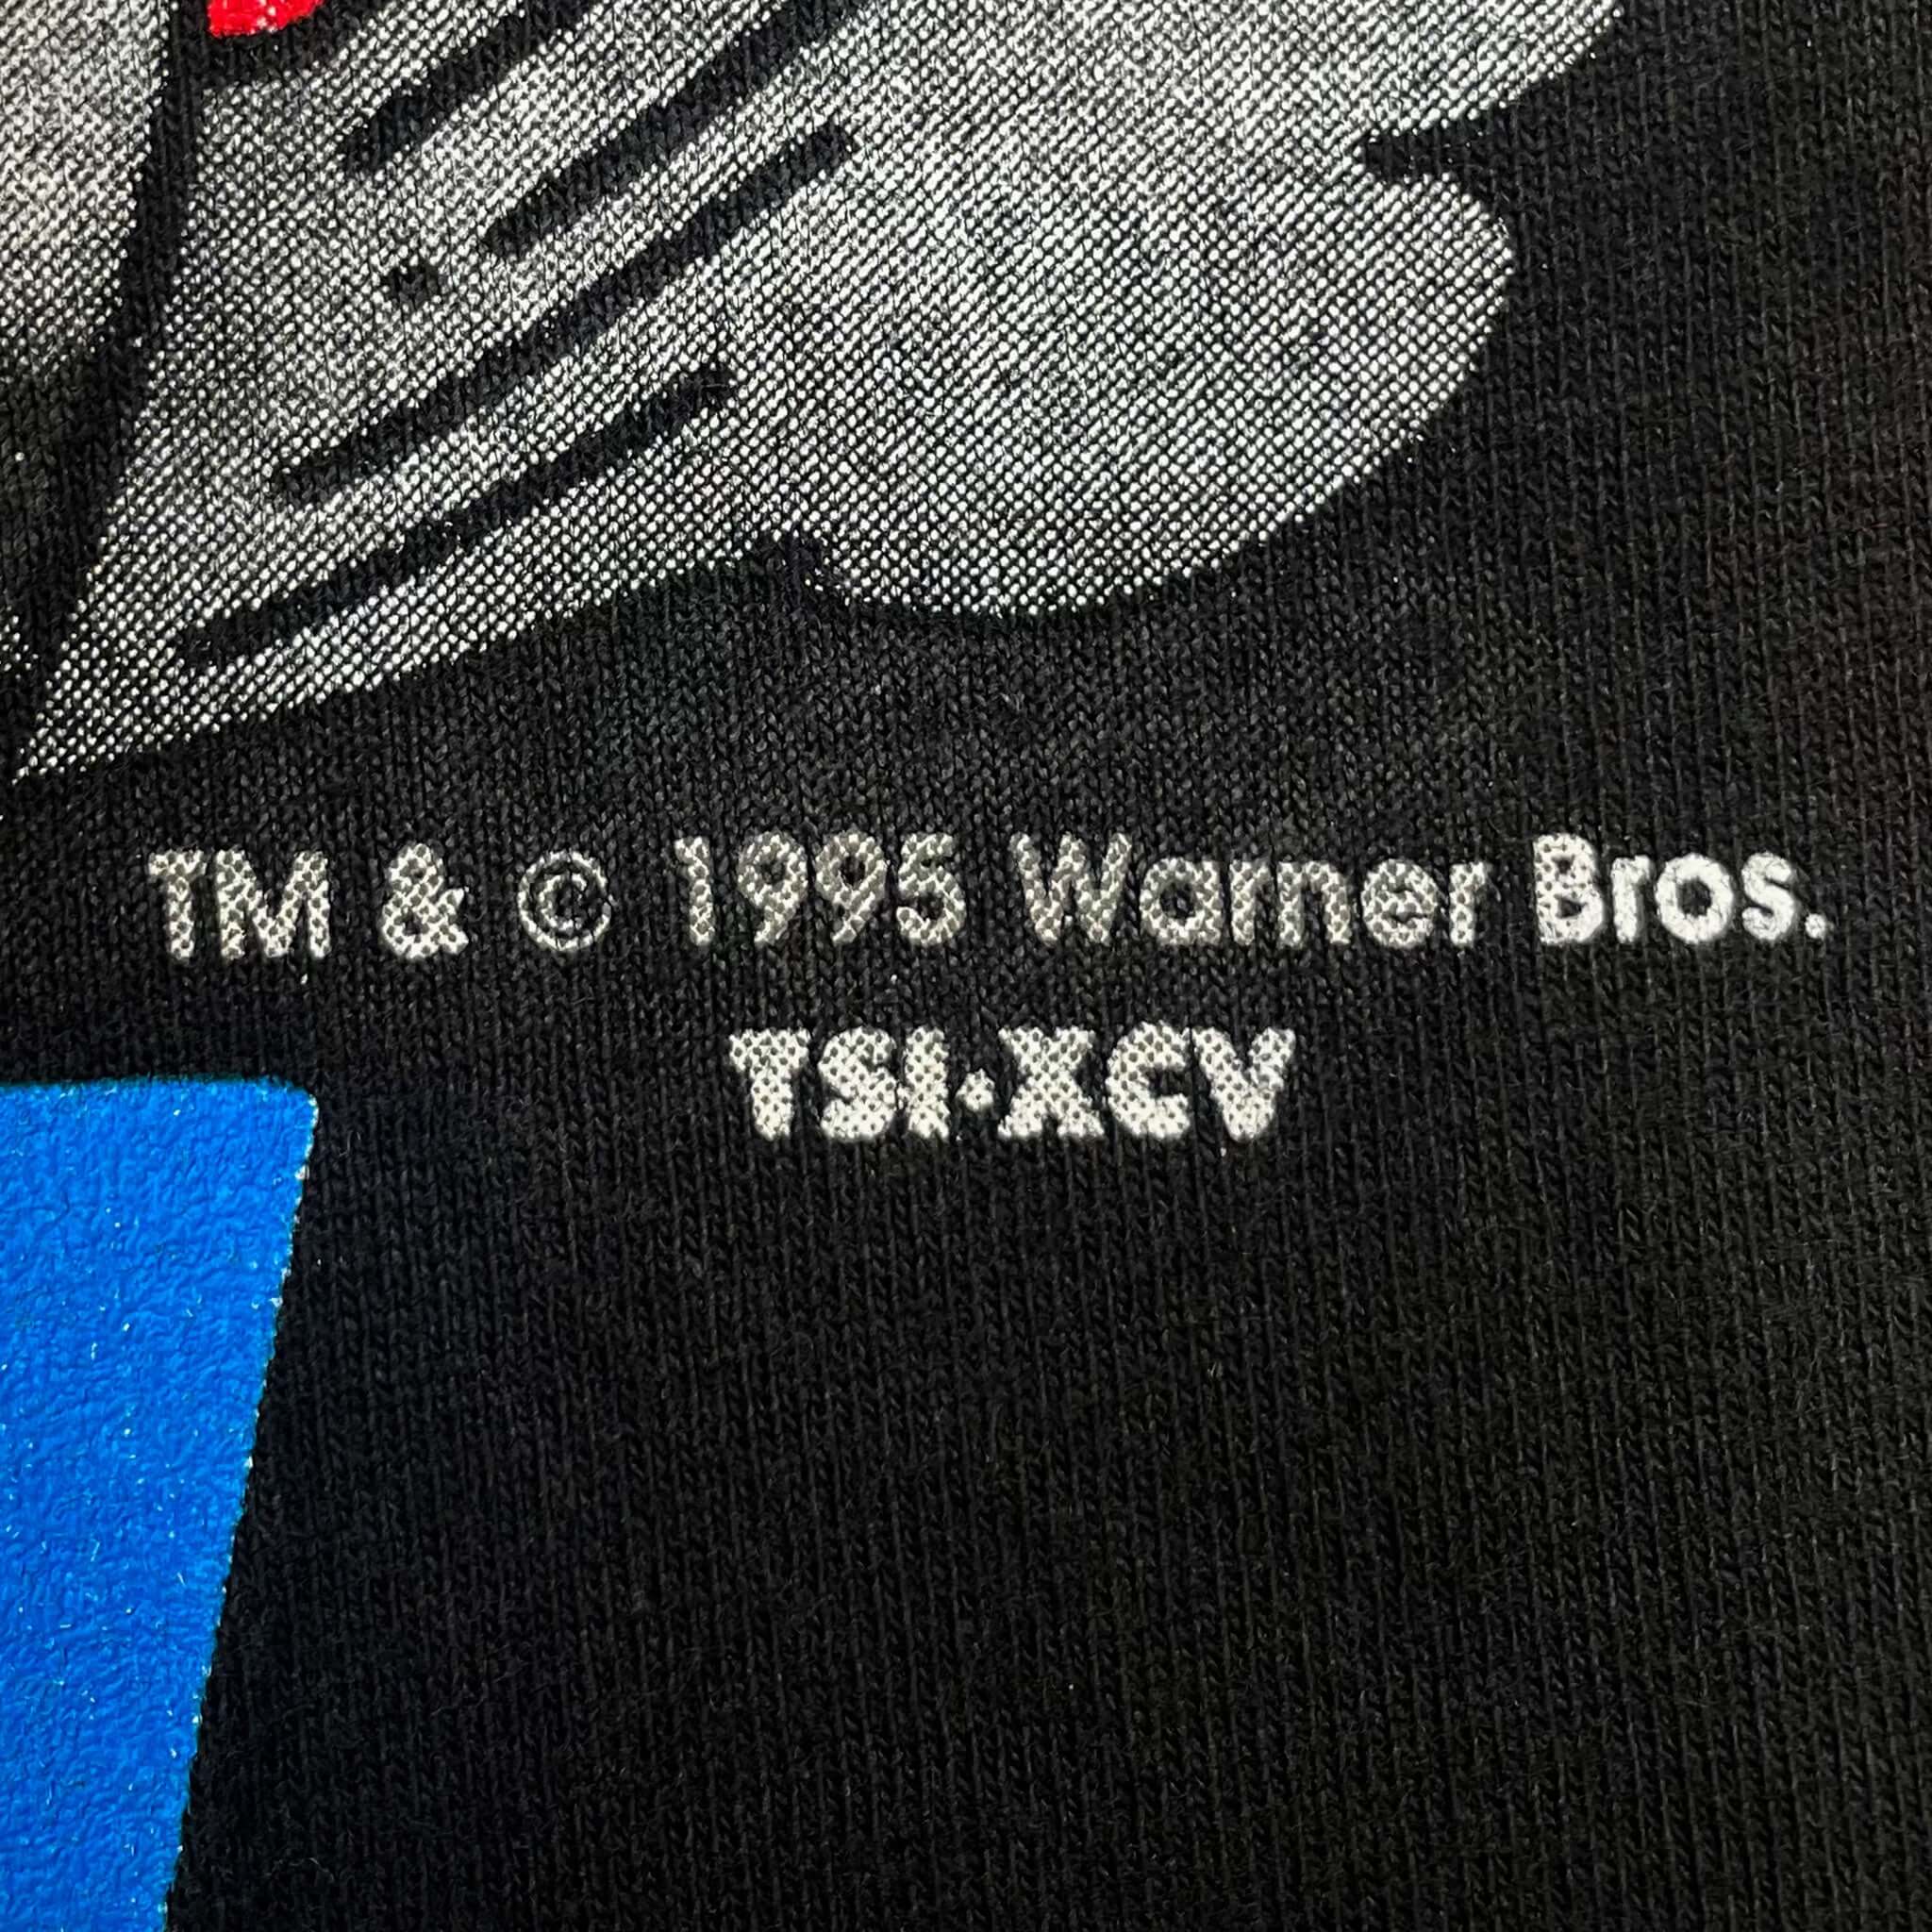 TM & © 1995 Warner Bros.
TSI·XCV